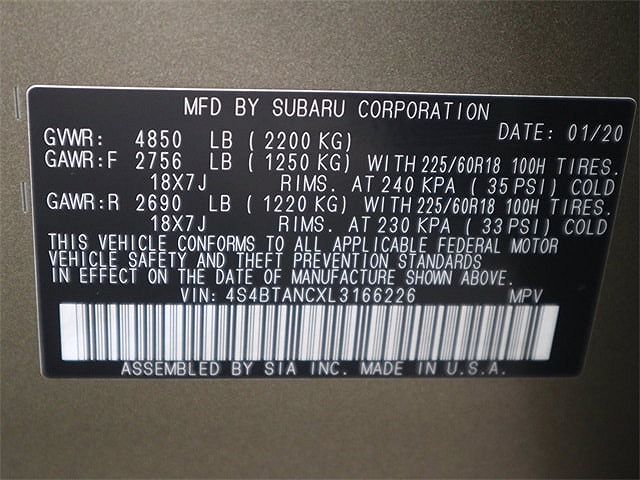 MFD BY SUBARU CORPORATION
DATE: 01/20
GVWR: 4850 LB ( 2200 KG)
GAWR:F 2756 LB ( 1250 KG) WITH 225/60R18 100H TIRES.
18X7J RIMS. AT 240 KPA ( 35 PSI) COLD
GAWR:R 2690 LB ( 1220 KG) WITH 225/60R18 100H TIRES.
18X7J RIMS. AT 230 KPA ( 33 PSI) COLD
THIS VEHICLE CONFORMS TO ALL APPLICABLE FEDERAL MOTOR
VEHICLE SAFETY AND THEFT PREVENTION STANDARDS
IN EFFECT ON THE DATE OF MANUFACTURE SHOWN ABOVE.
VIN: 4S4BTANCXL3166226 MPV
ASSEMBLED BY SIA INC. MADE IN U.S.A.